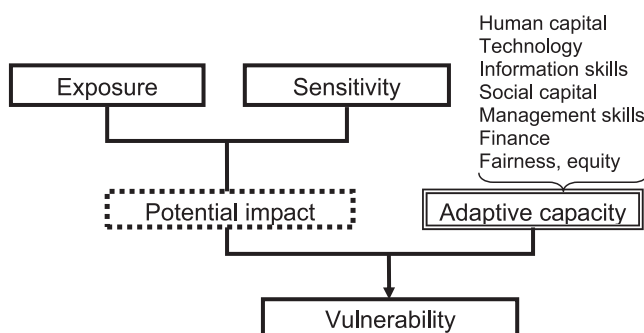 Human capital
Technology
Information skills
Social capital
Management skills
Finance
Fairness, equity
Exposure
Sensitivity
Potential impact
Adaptive capacity
Vulnerability